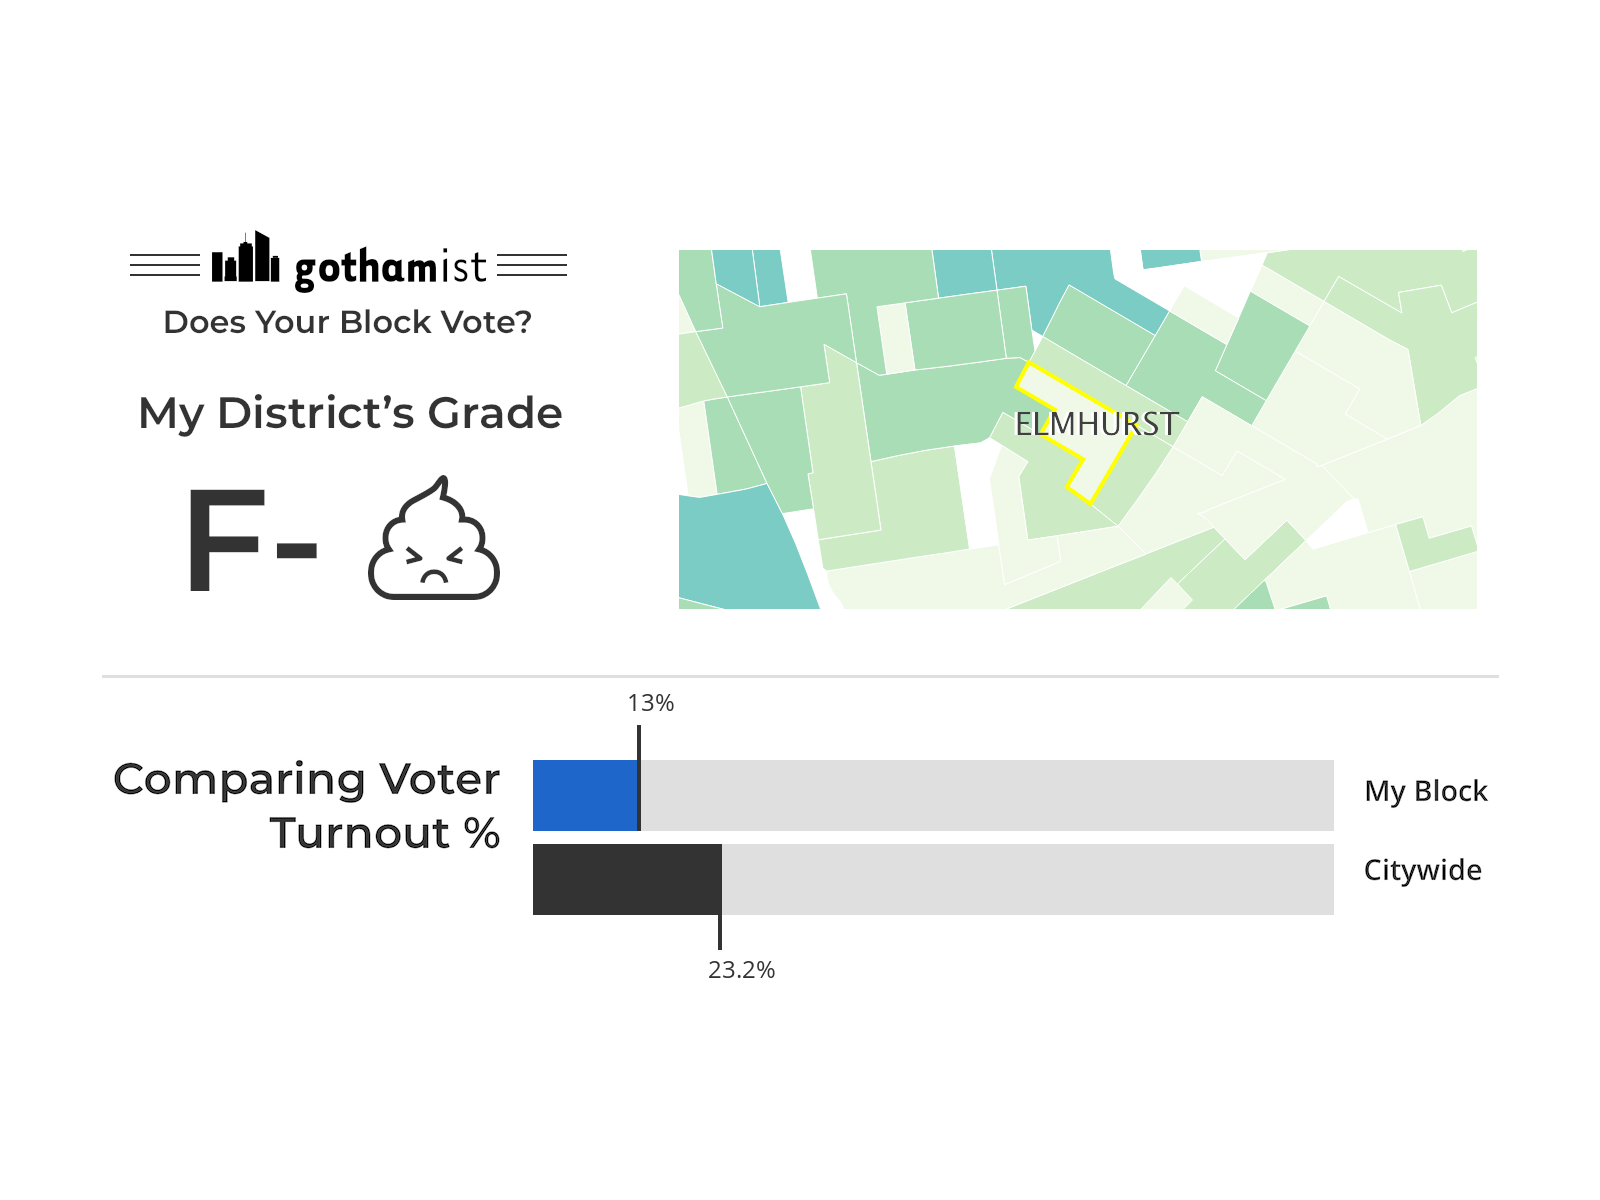 gothamist
Does Your Block Vote?
My District’s Grade
F-
ELMHURST
13%
Comparing Voter
Turnout %
My Block
Citywide
23.2%